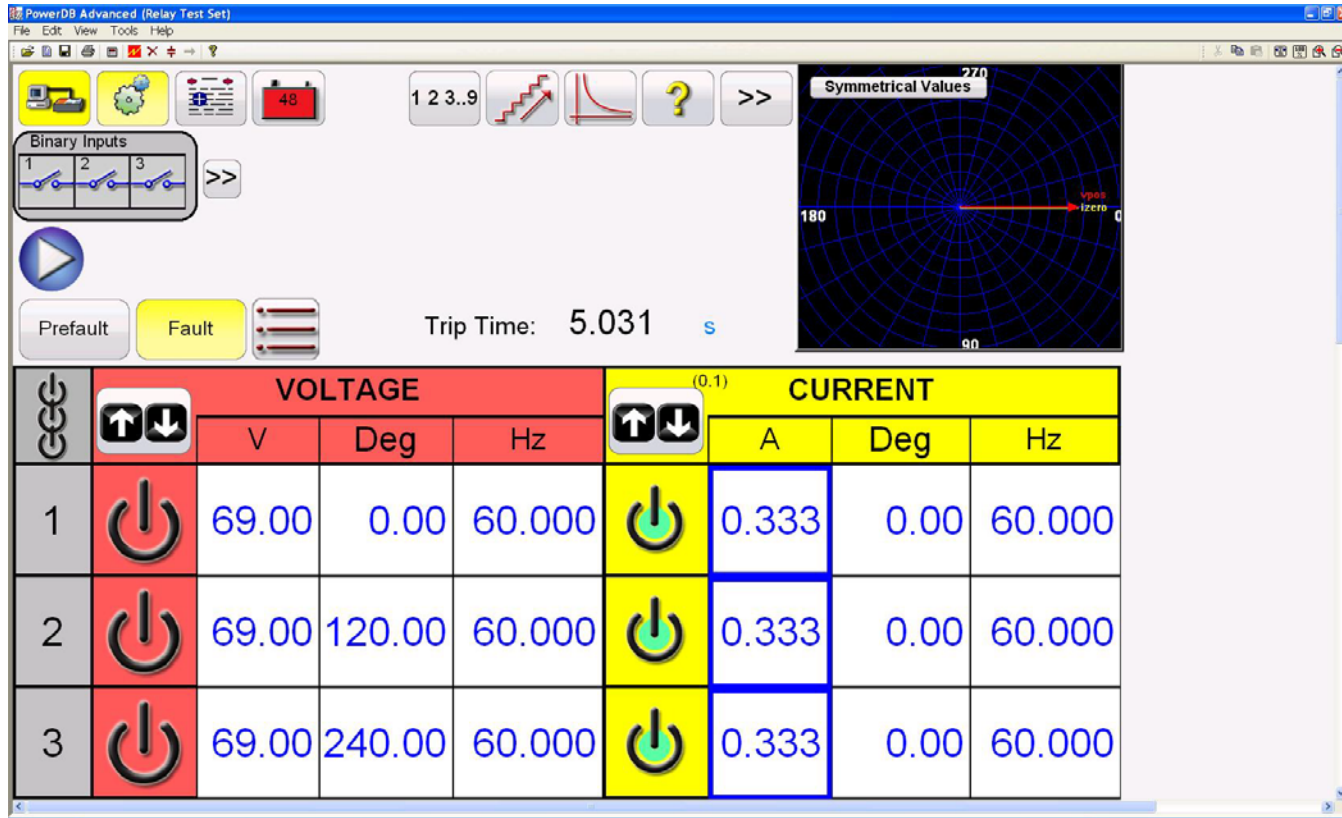 PowerDB Advanced (Relay Test Set)
File Edit View Tools Help
48
1 2 3..9
?
>>
Symmetrical Values
270
Binary Inputs
1 2 3
>>
vpos
izero
180
0
Prefault
Fault
Trip Time: 5.031 s
90
VOLTAGE
(0.1)
CURRENT
V Deg Hz A Deg Hz
1 69.00 0.00 60.000 0.333 0.00 60.000
2 69.00 120.00 60.000 0.333 0.00 60.000
3 69.00 240.00 60.000 0.333 0.00 60.000